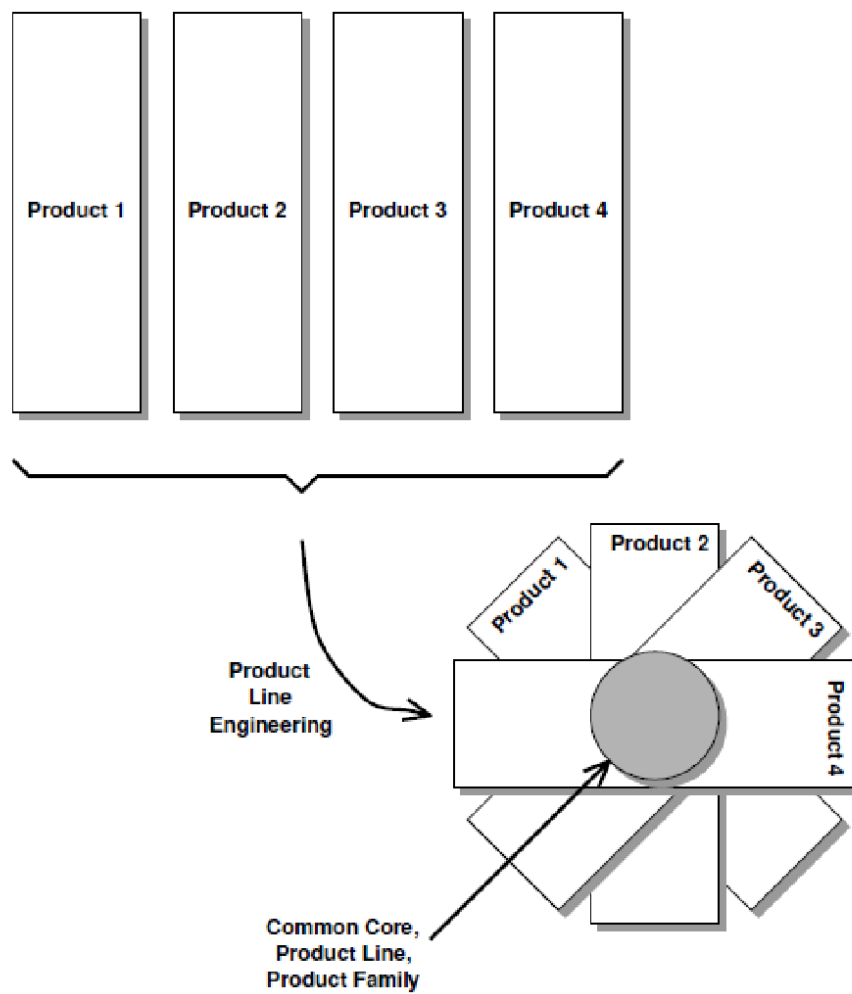 Product 1
Product 2
Product 3
Product 4
Product 2
Product 1
Product 3
Product 4
Product
Line
Engineering
Common Core,
Product Line,
Product Family